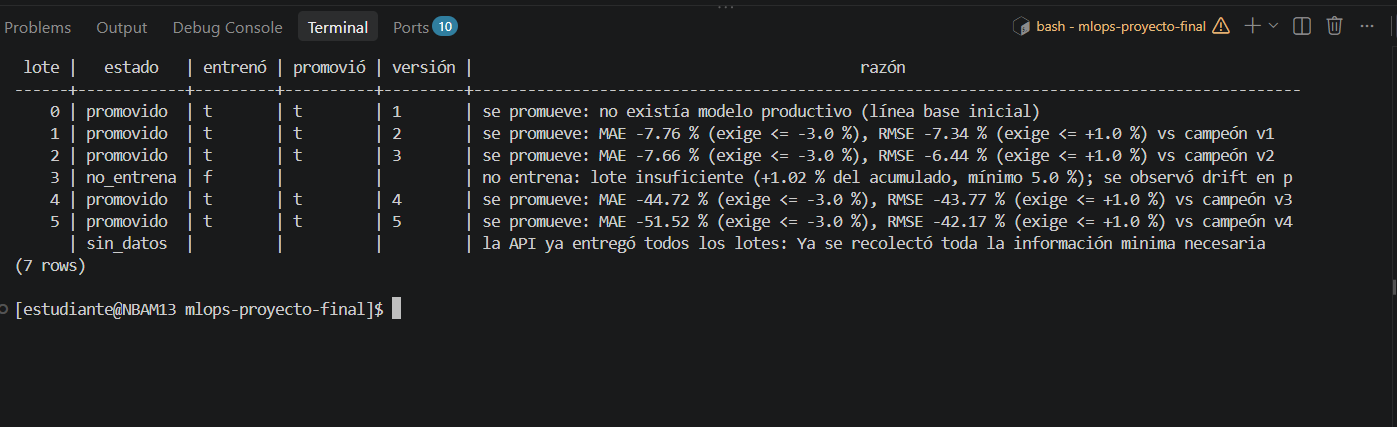 Problems Output Debug Console Terminal Ports 10 bash - mlops-proyecto-final
lote | estado | entrenó | promovió | versión | razón
------+------------+---------+----------+---------+-------------------------------------------------------------------------------------
0 | promovido | t | t | 1 | se promueve: no existía modelo productivo (línea base inicial)
1 | promovido | t | t | 2 | se promueve: MAE -7.76 % (exige <= -3.0 %), RMSE -7.34 % (exige <= +1.0 %) vs campeón v1
2 | promovido | t | t | 3 | se promueve: MAE -7.66 % (exige <= -3.0 %), RMSE -6.44 % (exige <= +1.0 %) vs campeón v2
3 | no_entrena | f | | | no entrena: lote insuficiente (+1.02 % del acumulado, mínimo 5.0 %); se observó drift en p
4 | promovido | t | t | 4 | se promueve: MAE -44.72 % (exige <= -3.0 %), RMSE -43.77 % (exige <= +1.0 %) vs campeón v3
5 | promovido | t | t | 5 | se promueve: MAE -51.52 % (exige <= -3.0 %), RMSE -42.17 % (exige <= +1.0 %) vs campeón v4
| sin_datos | | | | la API ya entregó todos los lotes: Ya se recolectó toda la información minima necesaria
(7 rows)
[estudiante@NBAM13 mlops-proyecto-final]$